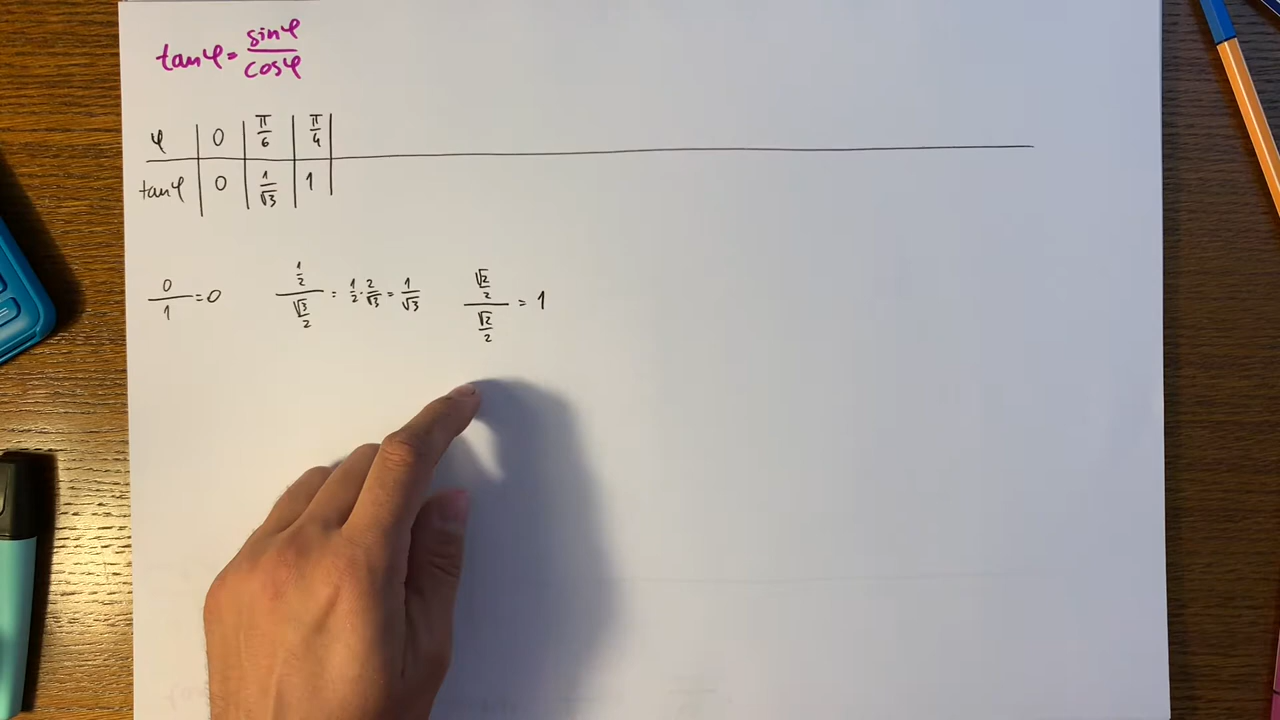 tanφ = sinφ/cosφ
φ | 0 | π/6 | π/4 |
tanφ | 0 | 1/√3 | 1 |
0/1 = 0 (1/2)/(√3/2) = 1/2 · 2/√3 = 1/√3 (√2/2)/(√2/2) = 1